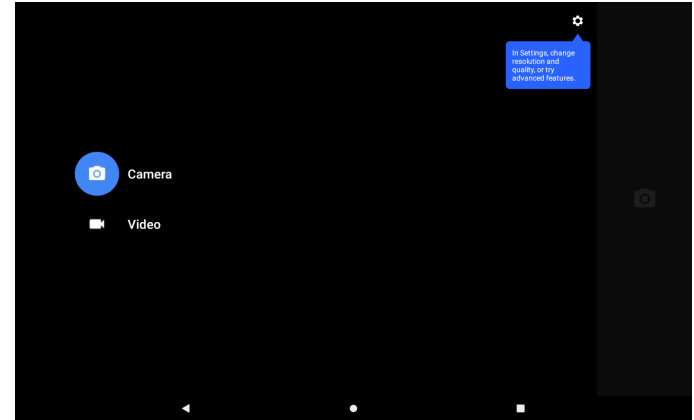 In Settings, change
resolution and
quality, or try
advanced features.
Camera
Video